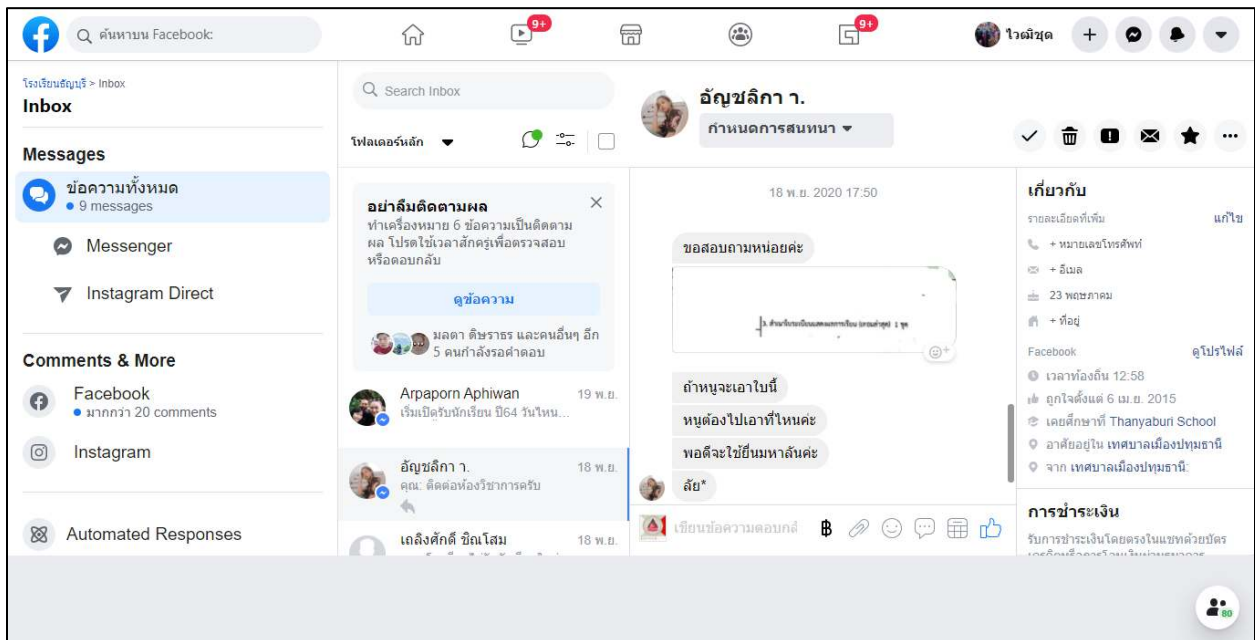 ค้นหาบน Facebook:
9+
9+
ไวฒิชุด
โรงเรียนธัญบุรี > Inbox
Inbox
Messages
ข้อความทั้งหมด
9 messages
Messenger
Instagram Direct
Comments & More
Facebook
มากกว่า 20 comments
Instagram
Automated Responses
Search Inbox
โฟลเดอร์หลัก
อย่าลืมติดตามผล
ทำเครื่องหมาย 6 ข้อความเป็นติดตาม
ผล โปรดใช้เวลาสักครู่เพื่อตรวจสอบ
หรือตอบกลับ
ดูข้อความ
มลตา ดิษราธร และคนอื่นๆ อีก
5 คนกำลังรอคำตอบ
Arpaporn Aphiwan
19 พ.ย.
เริ่มเปิดรับนักเรียน ปี64 วันไหน...
อัญชลิกา ว.
18 พ.ย.
คุณ: ติดต่อห้องวิชาการครับ
เถลิงศักดิ์ ชิณโสม
18 พ.ย.
อัญชลิกา ว.
กำหนดการสนทนา
18 พ.ย. 2020 17:50
ขอสอบถามหน่อยค่ะ
ถ้าหนูจะเอาใบนี้
หนูต้องไปเอาที่ไหนค่ะ
พอดีจะใช้ยื่นมหาลันค่ะ
ลัย*
เขียนข้อความตอบกลั
เกี่ยวกับ
รายละเอียดที่เพิ่ม
แก้ไข
+ หมายเลขโทรศัพท์
+ อีเมล
23 พฤษภาคม
+ ที่อยู่
Facebook
ดูโปรไฟล์
เวลาท้องถิ่น 12:58
ถูกใจตั้งแต่ 6 เม.ย. 2015
เคยศึกษาที่ Thanyaburi School
อาศัยอยู่ใน เทศบาลเมืองปทุมธานี
จาก เทศบาลเมืองปทุมธานี:
การชำระเงิน
รับการชำระเงินโดยตรงในแชทด้วยบัตร
80